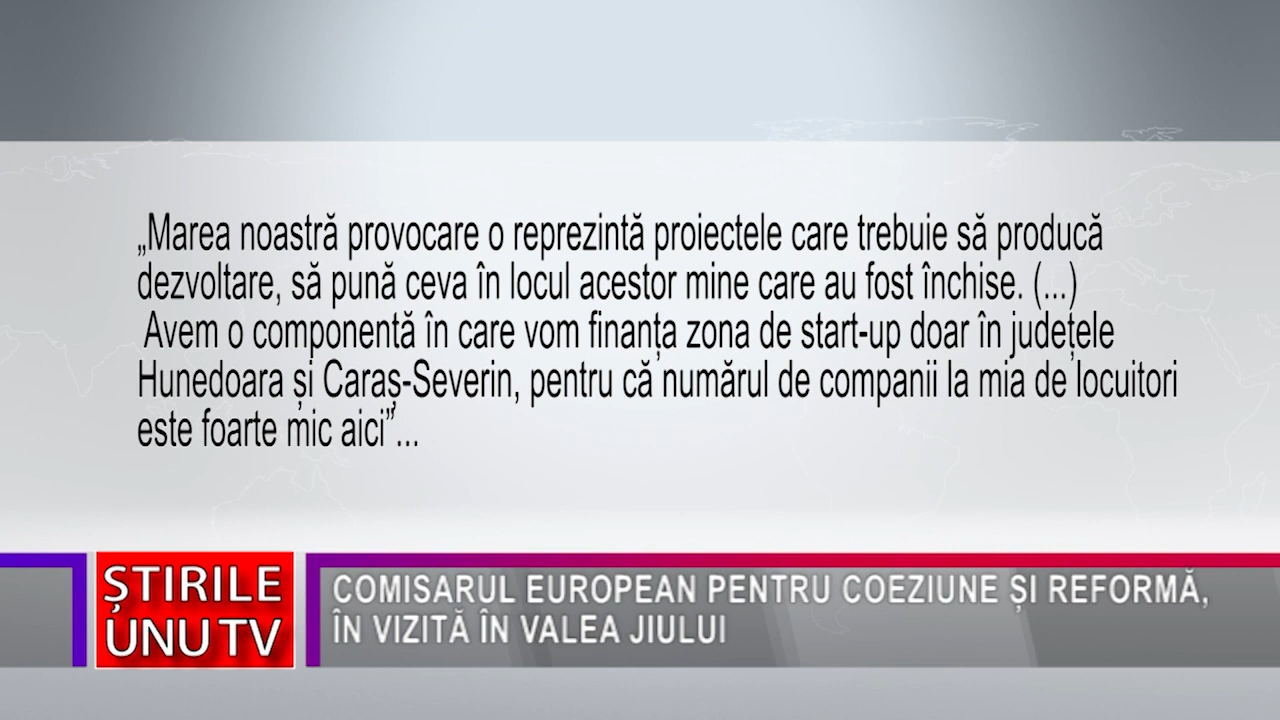 „Marea noastră provocare o reprezintă proiectele care trebuie să producă
dezvoltare, să pună ceva în locul acestor mine care au fost închise. (...)
Avem o componentă în care vom finanța zona de start-up doar în județele
Hunedoara și Caraș-Severin, pentru că numărul de companii la mia de locuitori
este foarte mic aici”...
ȘTIRILE
UNU TV
COMISARUL EUROPEAN PENTRU COEZIUNE ȘI REFORMĂ,
ÎN VIZITĂ ÎN VALEA JIULUI